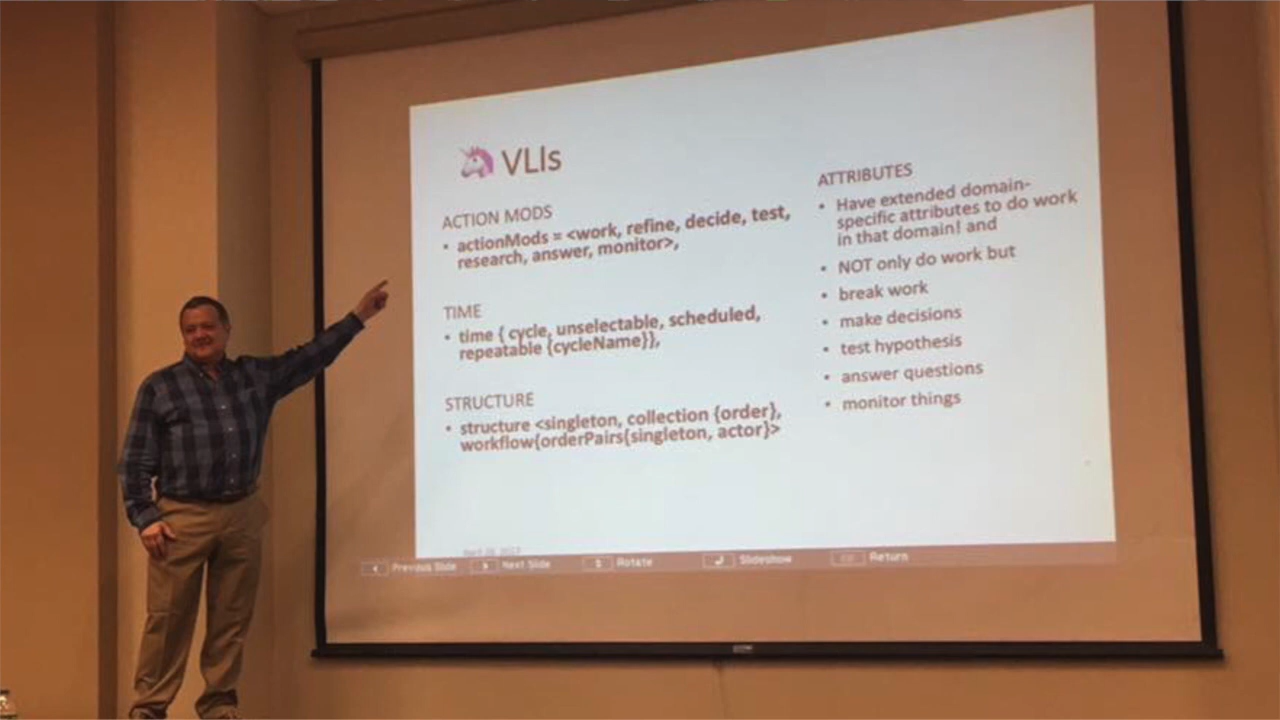 VLIs
ACTION MODS
• actionMods = <work, refine, decide, test,
research, answer, monitor>,
TIME
• time { cycle, unselectable, scheduled,
repeatable {cycleName}},
STRUCTURE
• structure <singleton, collection {order},
workflow{orderPairs{singleton, actor}>
ATTRIBUTES
• Have extended domain-
specific attributes to do work
in that domain! and
• NOT only do work but
• break work
• make decisions
• test hypothesis
• answer questions
• monitor things
Previous Slide Next Slide Rotate Slideshow Return